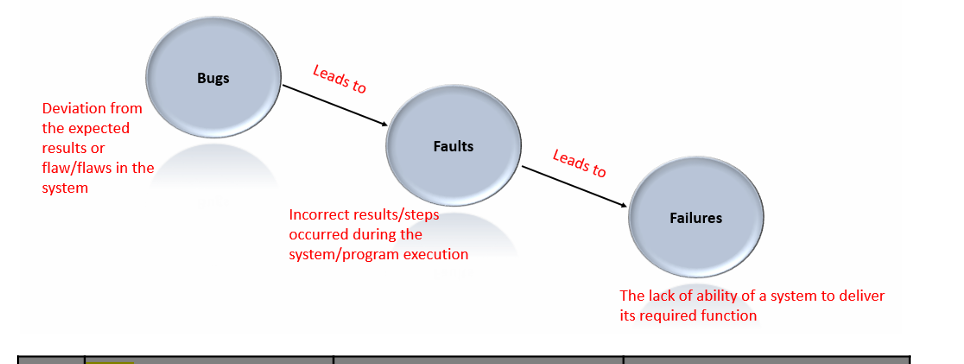 Bugs
Leads to
Deviation from
the expected
results or
flaw/flaws in the
system
Faults
Leads to
Incorrect results/steps
occurred during the
system/program execution
Failures
The lack of ability of a system to deliver
its required function